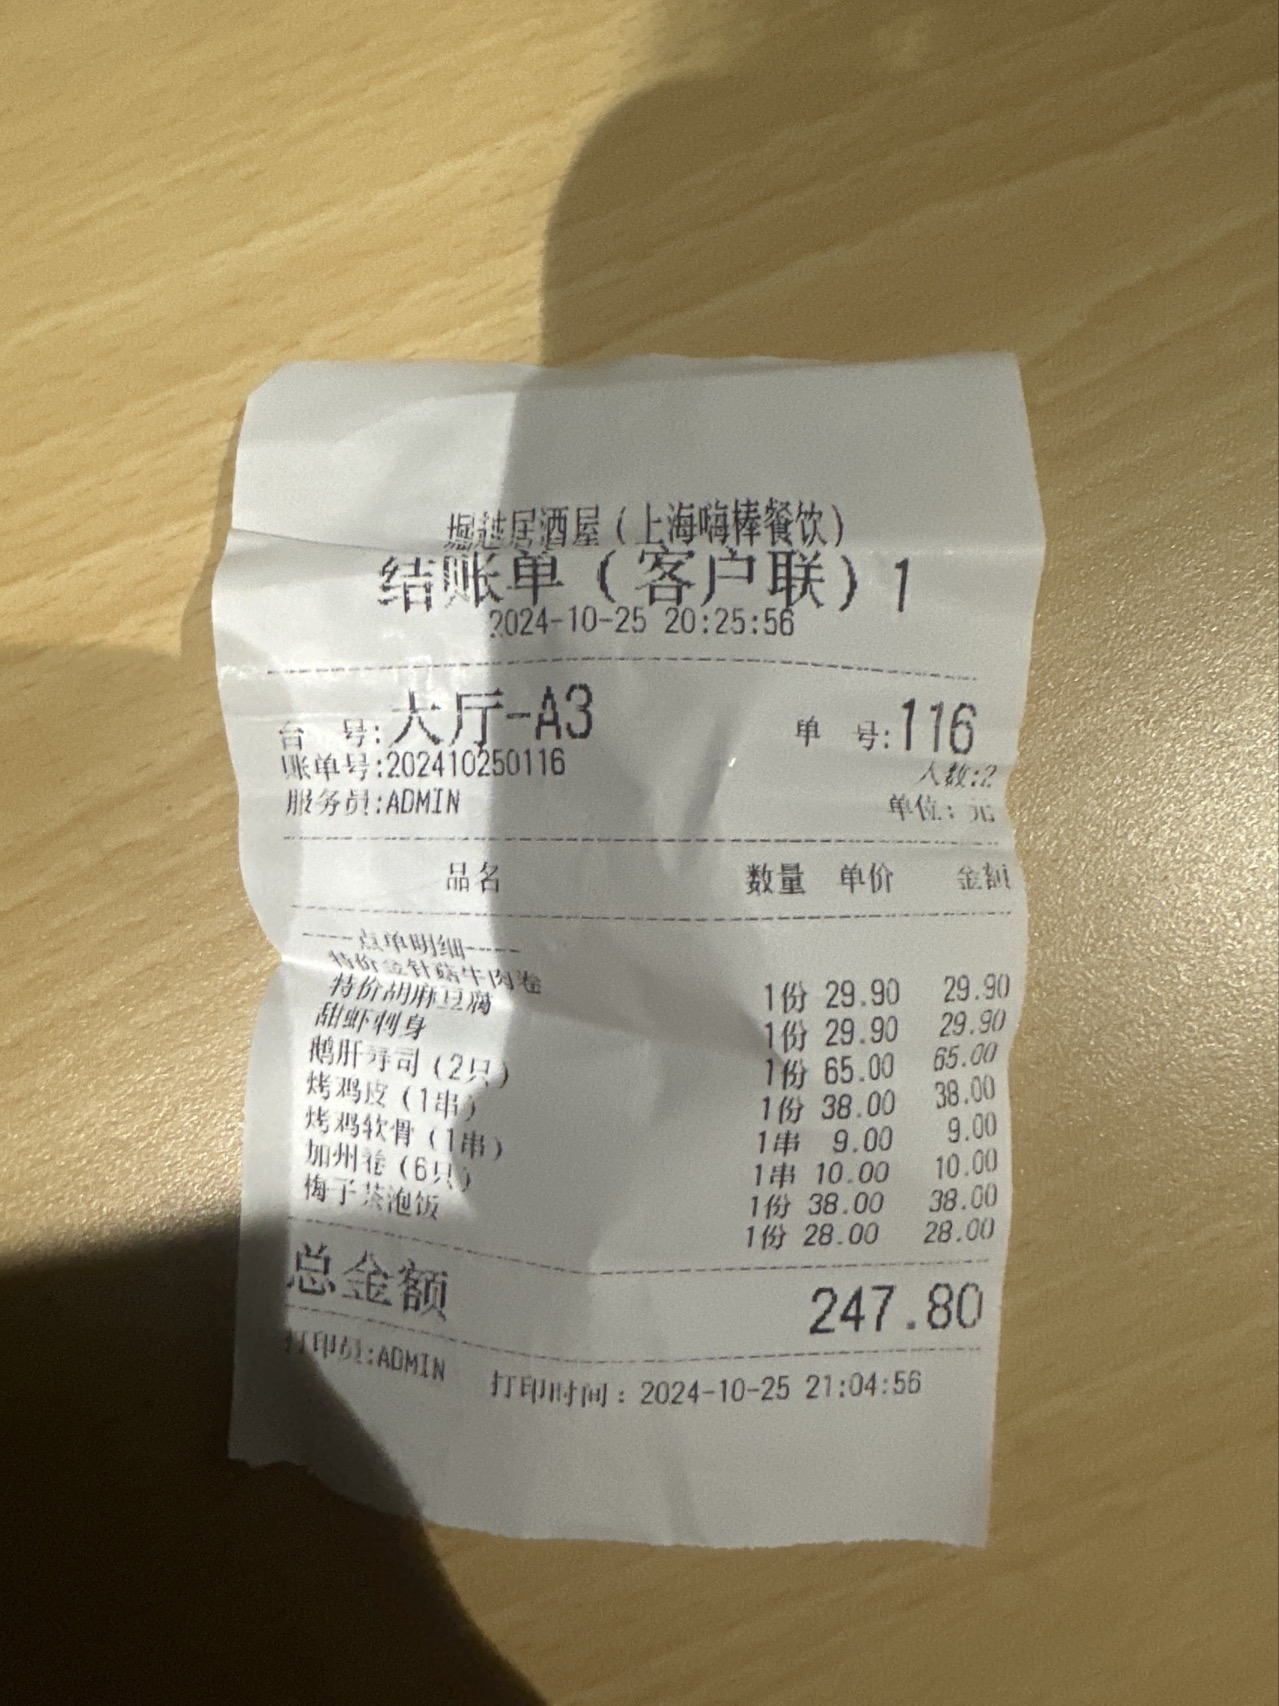 堀越居酒屋(上海嗨棒餐饮)
结账单(客户联)1
2024-10-25 20:25:56
台 号:大厅-A3 单 号:116
账单号:202410250116 人数:2
服务员:ADMIN 单位: 元
品名 数量 单价 金额
----点单明细----
特价金针菇牛肉卷 1份 29.90 29.90
特价胡麻豆腐 1份 29.90 29.90
甜虾刺身 1份 65.00 65.00
鹅肝寿司(2只) 1份 38.00 38.00
烤鸡皮(1串) 1串 9.00 9.00
烤鸡软骨(1串) 1串 10.00 10.00
加州卷(6只) 1份 38.00 38.00
梅子茶泡饭 1份 28.00 28.00
总金额 247.80
打印员:ADMIN 打印时间: 2024-10-25 21:04:56